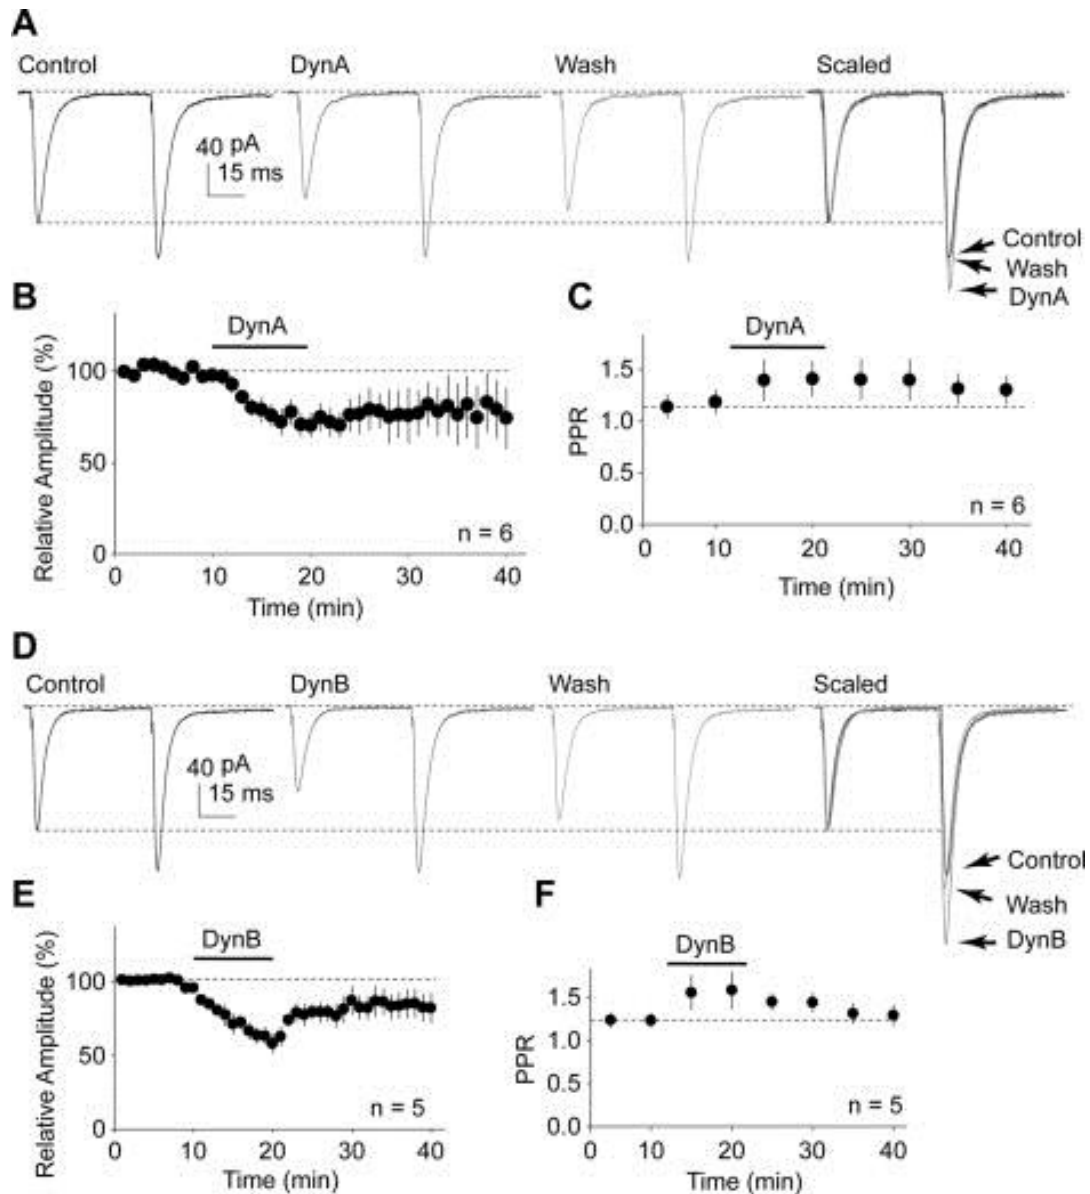 A
Control DynA Wash Scaled
40 pA
15 ms
Control
Wash
DynA
B
DynA
Relative Amplitude (%)
100
50
0
n = 6
0 10 20 30 40
Time (min)
C
DynA
PPR
1.5
1.0
0.5
0.0
n = 6
0 10 20 30 40
Time (min)
D
Control DynB Wash Scaled
40 pA
15 ms
Control
Wash
DynB
E
DynB
Relative Amplitude (%)
100
50
0
n = 5
0 10 20 30 40
Time (min)
F
DynB
PPR
1.5
1.0
0.5
0.0
n = 5
0 10 20 30 40
Time (min)